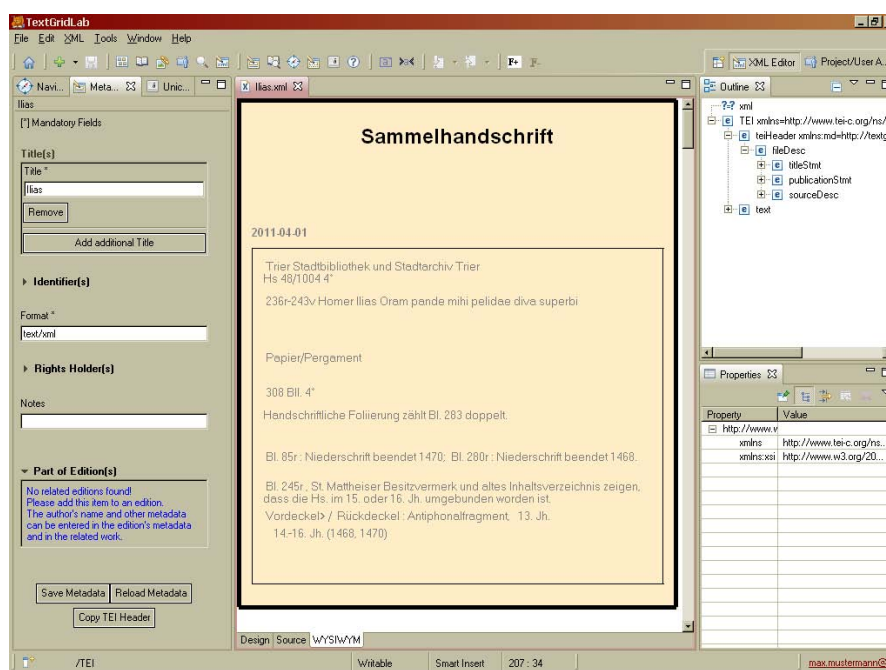 TextGridLab
File Edit XML Tools Window Help
F+ F-
XML Editor Project/User A..
Navi... Meta... Unic...
Ilias
[*] Mandatory Fields
Title(s)
Title *
Ilias
Remove
Add additional Title
Identifier(s)
Format *
text/xml
Rights Holder(s)
Notes
Part of Edition(s)
No related editions found!
Please add this item to an edition.
The author's name and other metadata
can be entered in the edition's metadata
and in the related work.
Save Metadata Reload Metadata
Copy TEI Header
Ilias.xml
Sammelhandschrift
2011-04-01
Trier Stadtbibliothek und Stadtarchiv Trier
Hs 48/1004 4°
236r-243v Homer Ilias Oram pande mihi pelidae diva superbi
Papier/Pergament
308 Bll. 4°
Handschriftliche Foliierung zählt Bl. 283 doppelt.
Bl. 85r : Niederschrift beendet 1470; Bl. 280r : Niederschrift beendet 1468.
Bl. 245r , St. Mattheiser Besitzvermerk und altes Inhaltsverzeichnis zeigen,
dass die Hs. im 15. oder 16. Jh. umgebunden worden ist.
Vordeckel> / Rückdeckel : Antiphonalfragment, 13. Jh.
14.-16. Jh. (1468, 1470)
Design Source WYSIWYM
Outline
?-? xml
e TEI xmlns=http://www.tei-c.org/ns/
e teiHeader xmlns:md=http://textg
e fileDesc
e titleStmt
e publicationStmt
e sourceDesc
e text
Properties
Property Value
http://www.w
xmlns http://www.tei-c.org/ns...
xmlns:xsi http://www.w3.org/20...
/TEI Writable Smart Insert 207 : 34 max.mustermann@